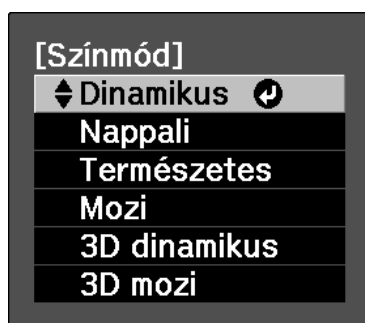 [Színmód]
Dinamikus
Nappali
Természetes
Mozi
3D dinamikus
3D mozi